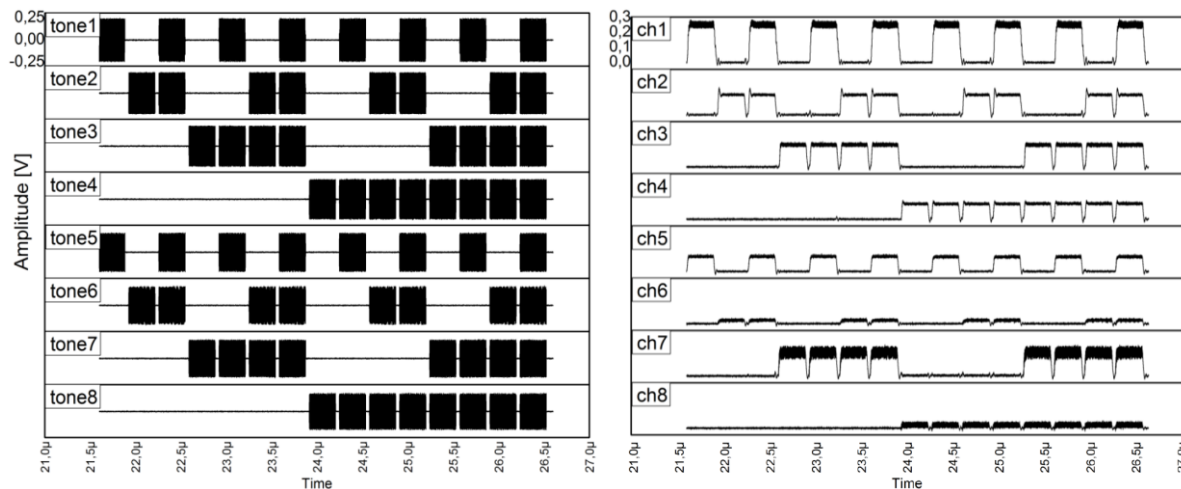 0,25
0,00
-0,25
tone1
tone2
tone3
tone4
tone5
tone6
tone7
tone8
Amplitude [V]
21,0µ
21,5µ
22,0µ
22,5µ
23,0µ
23,5µ
24,0µ
24,5µ
25,0µ
25,5µ
26,0µ
26,5µ
27,0µ
Time
0,3
0,2
0,1
0,0
ch1
ch2
ch3
ch4
ch5
ch6
ch7
ch8
21,0µ
21,5µ
22,0µ
22,5µ
23,0µ
23,5µ
24,0µ
24,5µ
25,0µ
25,5µ
26,0µ
26,5µ
27,0µ
Time